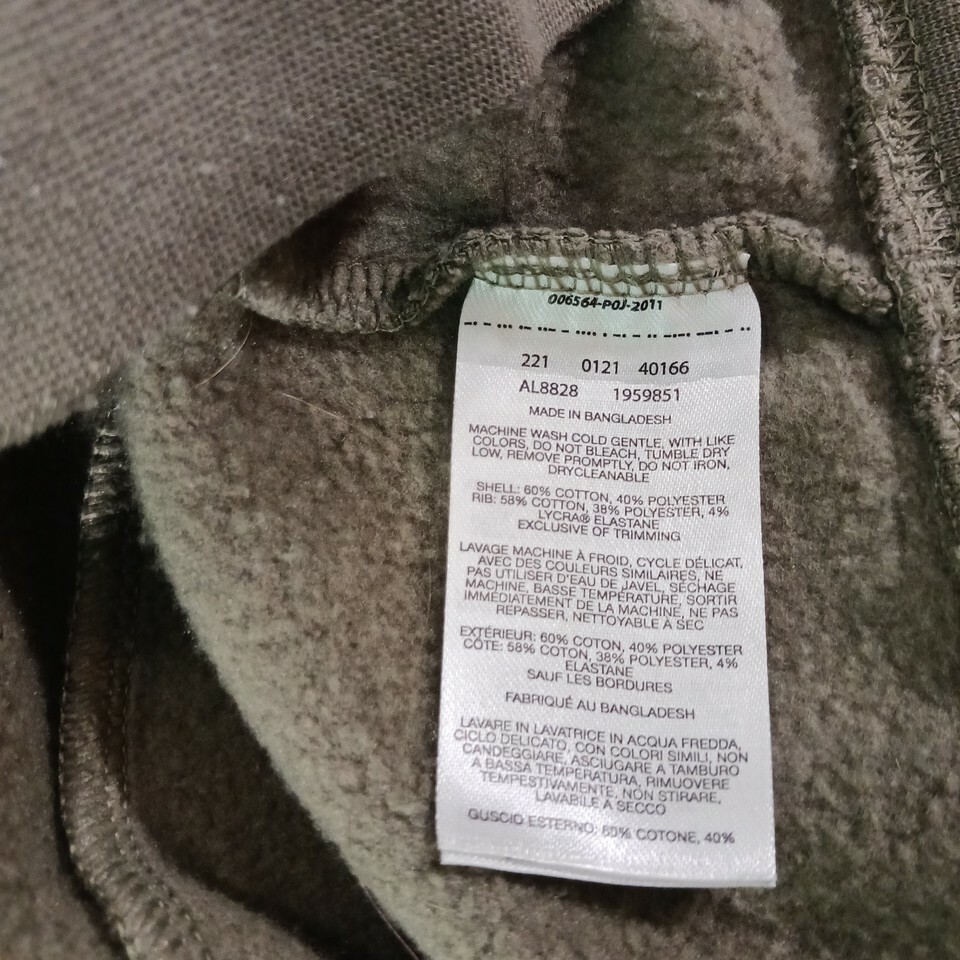 006564-POJ-2011
221 0121 40166
AL8828 1959851
MADE IN BANGLADESH
MACHINE WASH COLD GENTLE, WITH LIKE
COLORS, DO NOT BLEACH, TUMBLE DRY
LOW, REMOVE PROMPTLY, DO NOT IRON,
DRYCLEANABLE
SHELL: 60% COTTON, 40% POLYESTER
RIB: 58% COTTON, 38% POLYESTER, 4%
LYCRA® ELASTANE
EXCLUSIVE OF TRIMMING
LAVAGE MACHINE À FROID, CYCLE DÉLICAT,
AVEC DES COULEURS SIMILAIRES, NE
PAS UTILISER D'EAU DE JAVEL, SÉCHAGE
MACHINE, BASSE TEMPÉRATURE, SORTIR
IMMÉDIATEMENT DE LA MACHINE, NE PAS
REPASSER, NETTOYABLE À SEC
EXTÉRIEUR: 60% COTON, 40% POLYESTER
CÔTE: 58% COTON, 38% POLYESTER, 4%
ELASTANE
SAUF LES BORDURES
FABRIQUÉ AU BANGLADESH
LAVARE IN LAVATRICE IN ACQUA FREDDA,
CICLO DELICATO, CON COLORI SIMILI, NON
CANDEGGIARE, ASCIUGARE A TAMBURO
A BASSA TEMPERATURA, RIMUOVERE
TEMPESTIVAMENTE, NON STIRARE,
LAVABILE A SECCO
GUSCIO ESTERNO: 60% COTONE, 40%